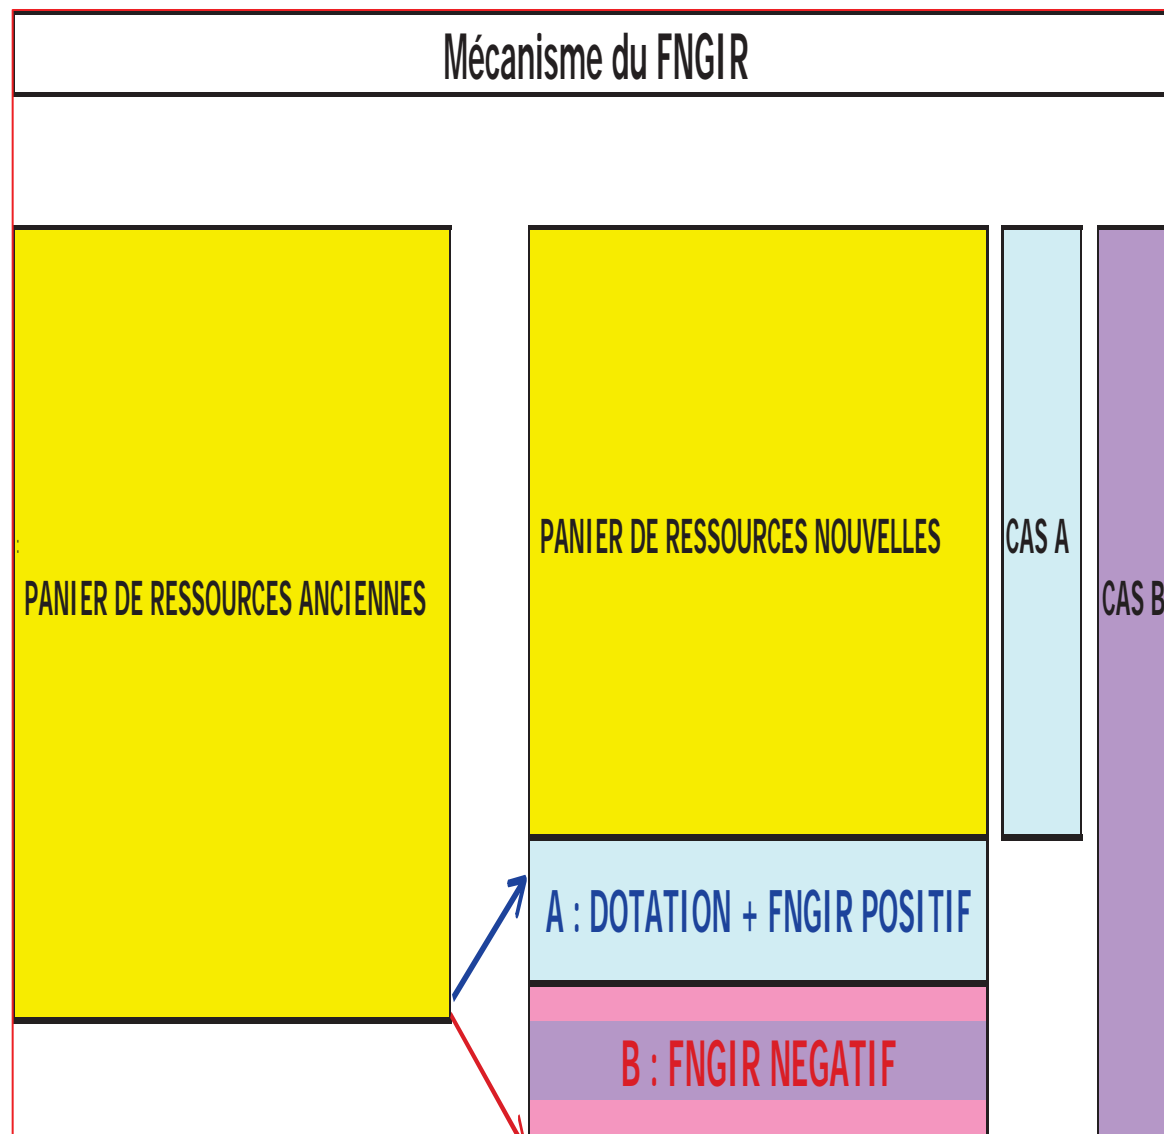 Mécanisme du FNGIR
PANIER DE RESSOURCES NOUVELLES
CAS A
:
PANIER DE RESSOURCES ANCIENNES
CAS B
A : DOTATION + FNGIR POSITIF
B : FNGIR NEGATIF